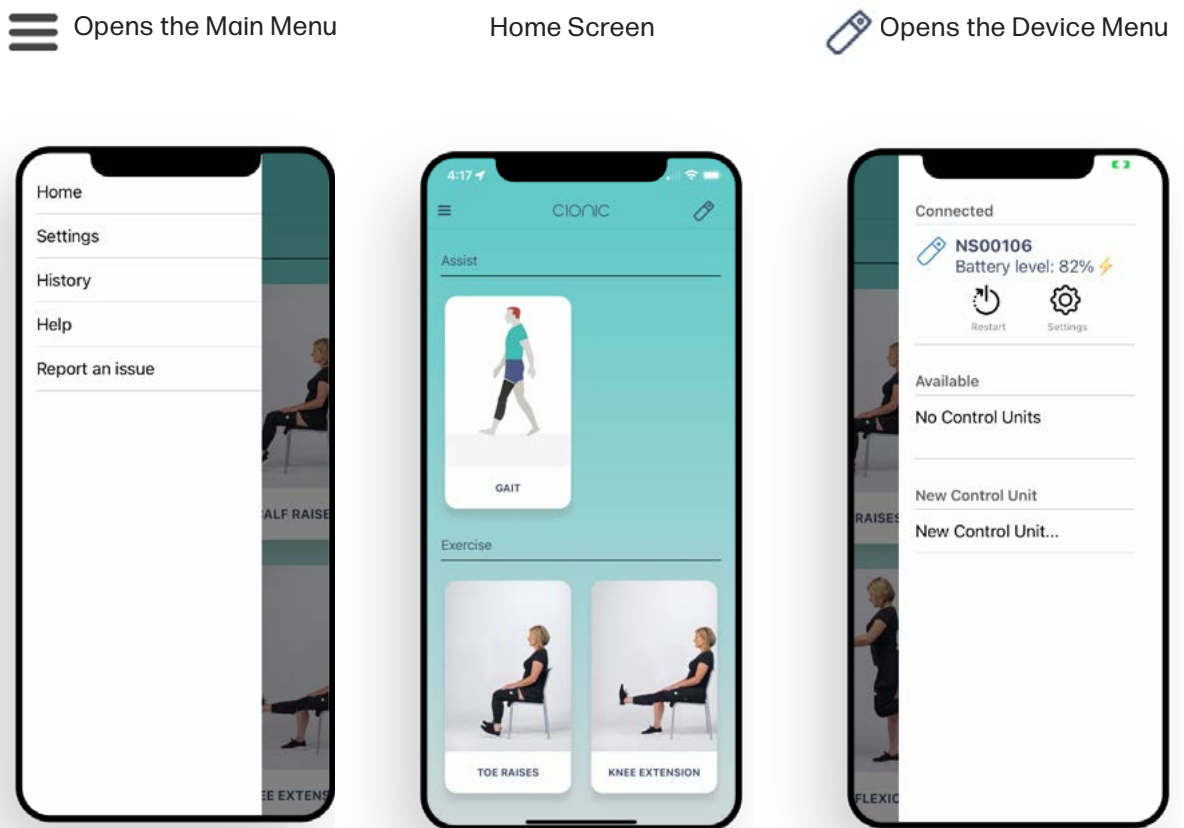 Opens the Main Menu
Home Screen
Opens the Device Menu
Home
Settings
History
Help
Report an issue
ALF RAISE
EE EXTENS
4:17
CIONIC
Assist
GAIT
Exercise
TOE RAISES
KNEE EXTENSION
Connected
NS00106
Battery level: 82%
Restart
Settings
Available
No Control Units
New Control Unit
New Control Unit...
RAISES
FLEXIO